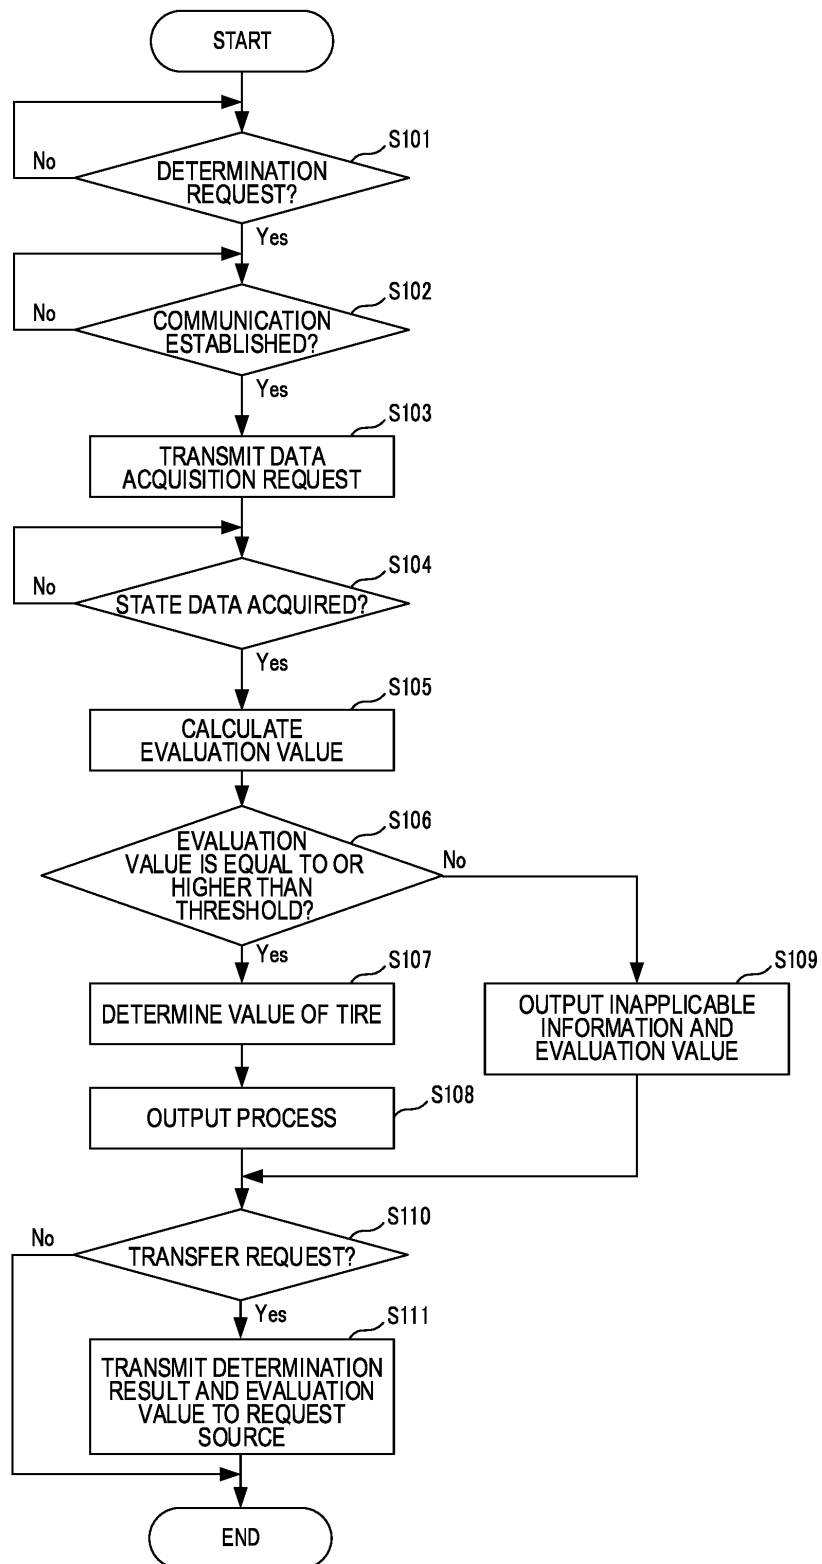 START
S101
No
DETERMINATION
REQUEST?
Yes
S102
No
COMMUNICATION
ESTABLISHED?
Yes
S103
TRANSMIT DATA
ACQUISITION REQUEST
S104
No
STATE DATA ACQUIRED?
Yes
S105
CALCULATE
EVALUATION VALUE
S106
EVALUATION
VALUE IS EQUAL TO OR
HIGHER THAN
THRESHOLD?
No
Yes
S107
DETERMINE VALUE OF TIRE
S109
OUTPUT INAPPLICABLE
INFORMATION AND
EVALUATION VALUE
S108
OUTPUT PROCESS
S110
No
TRANSFER REQUEST?
Yes
S111
TRANSMIT DETERMINATION
RESULT AND EVALUATION
VALUE TO REQUEST
SOURCE
END